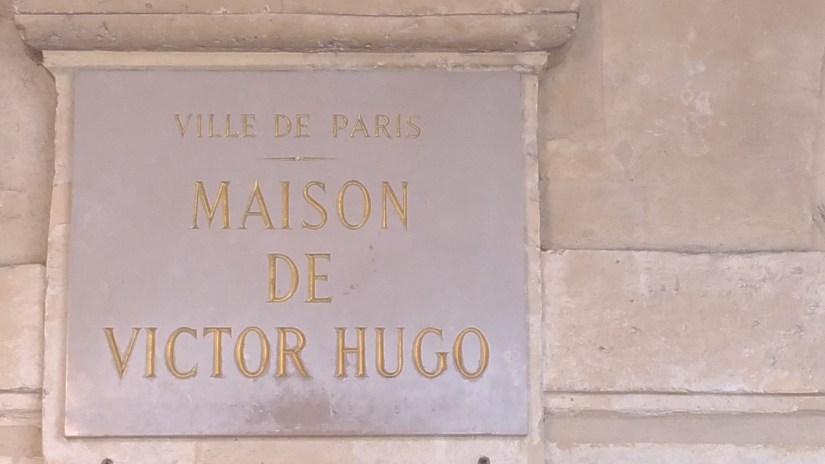 VILLE DE PARIS
MAISON
DE
VICTOR HUGO